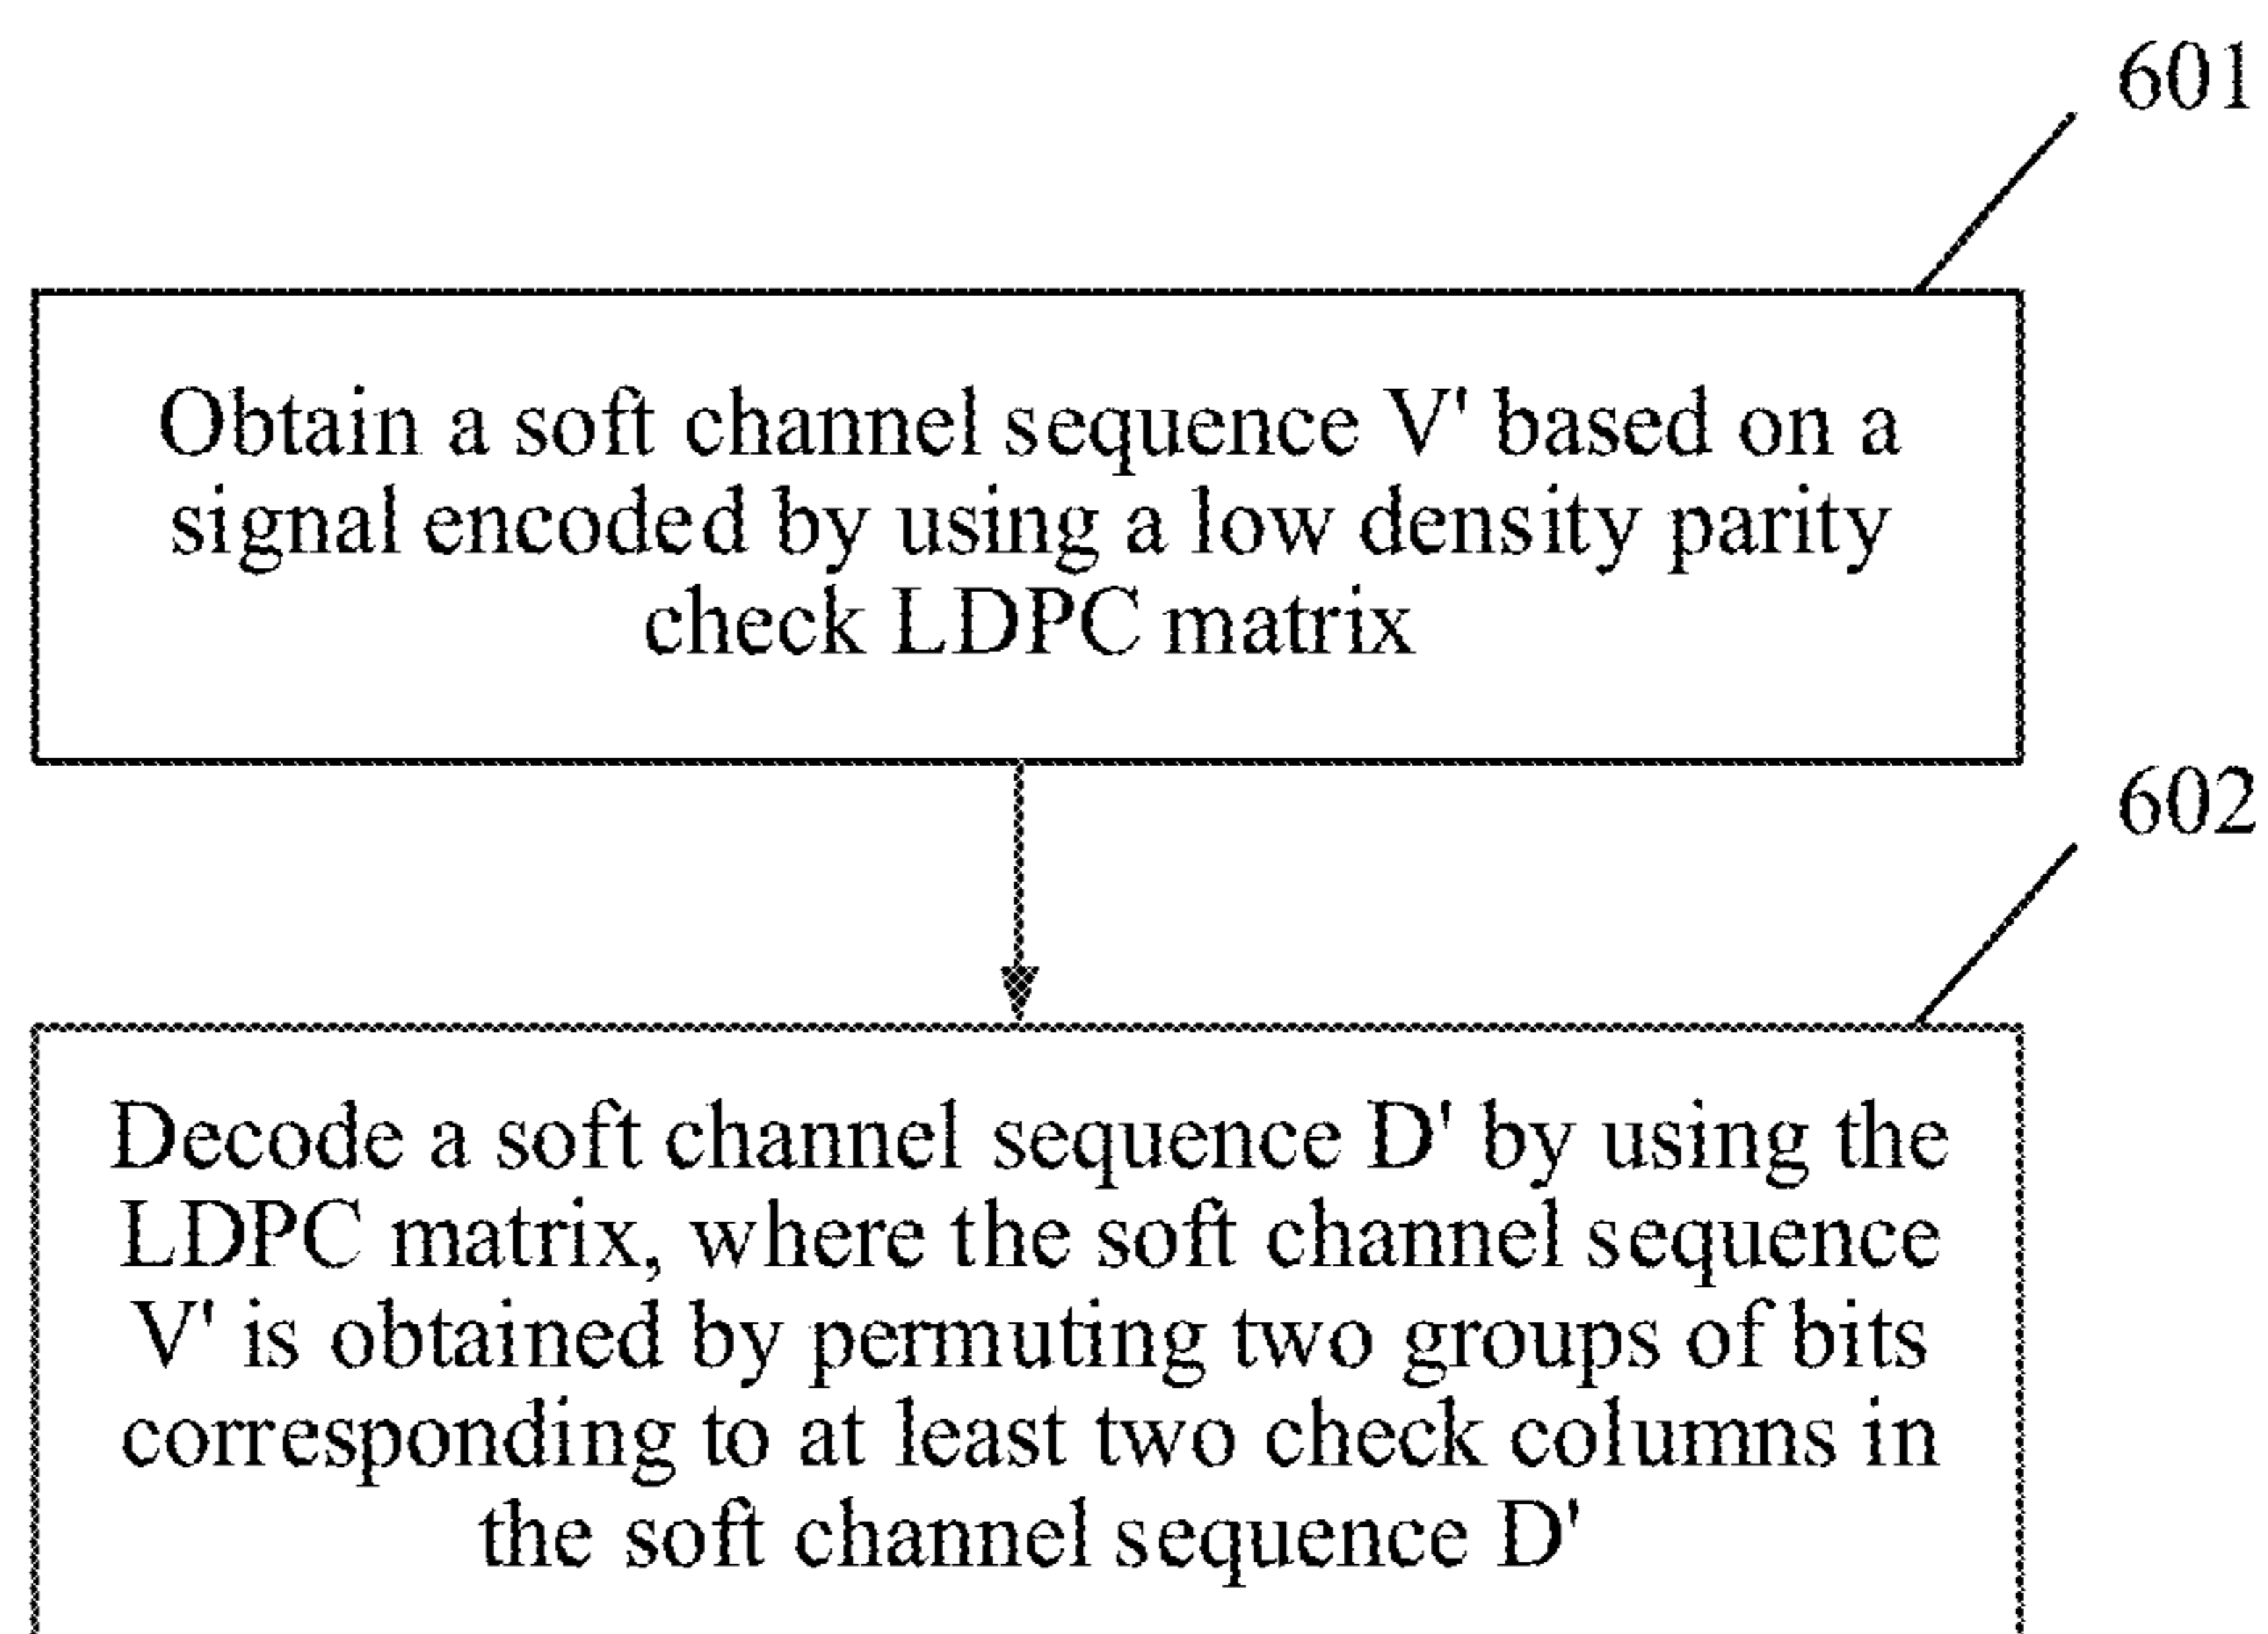 601
Obtain a soft channel sequence V' based on a
signal encoded by using a low density parity
check LDPC matrix
602
Decode a soft channel sequence D' by using the
LDPC matrix, where the soft channel sequence
V' is obtained by permuting two groups of bits
corresponding to at least two check columns in
the soft channel sequence D'